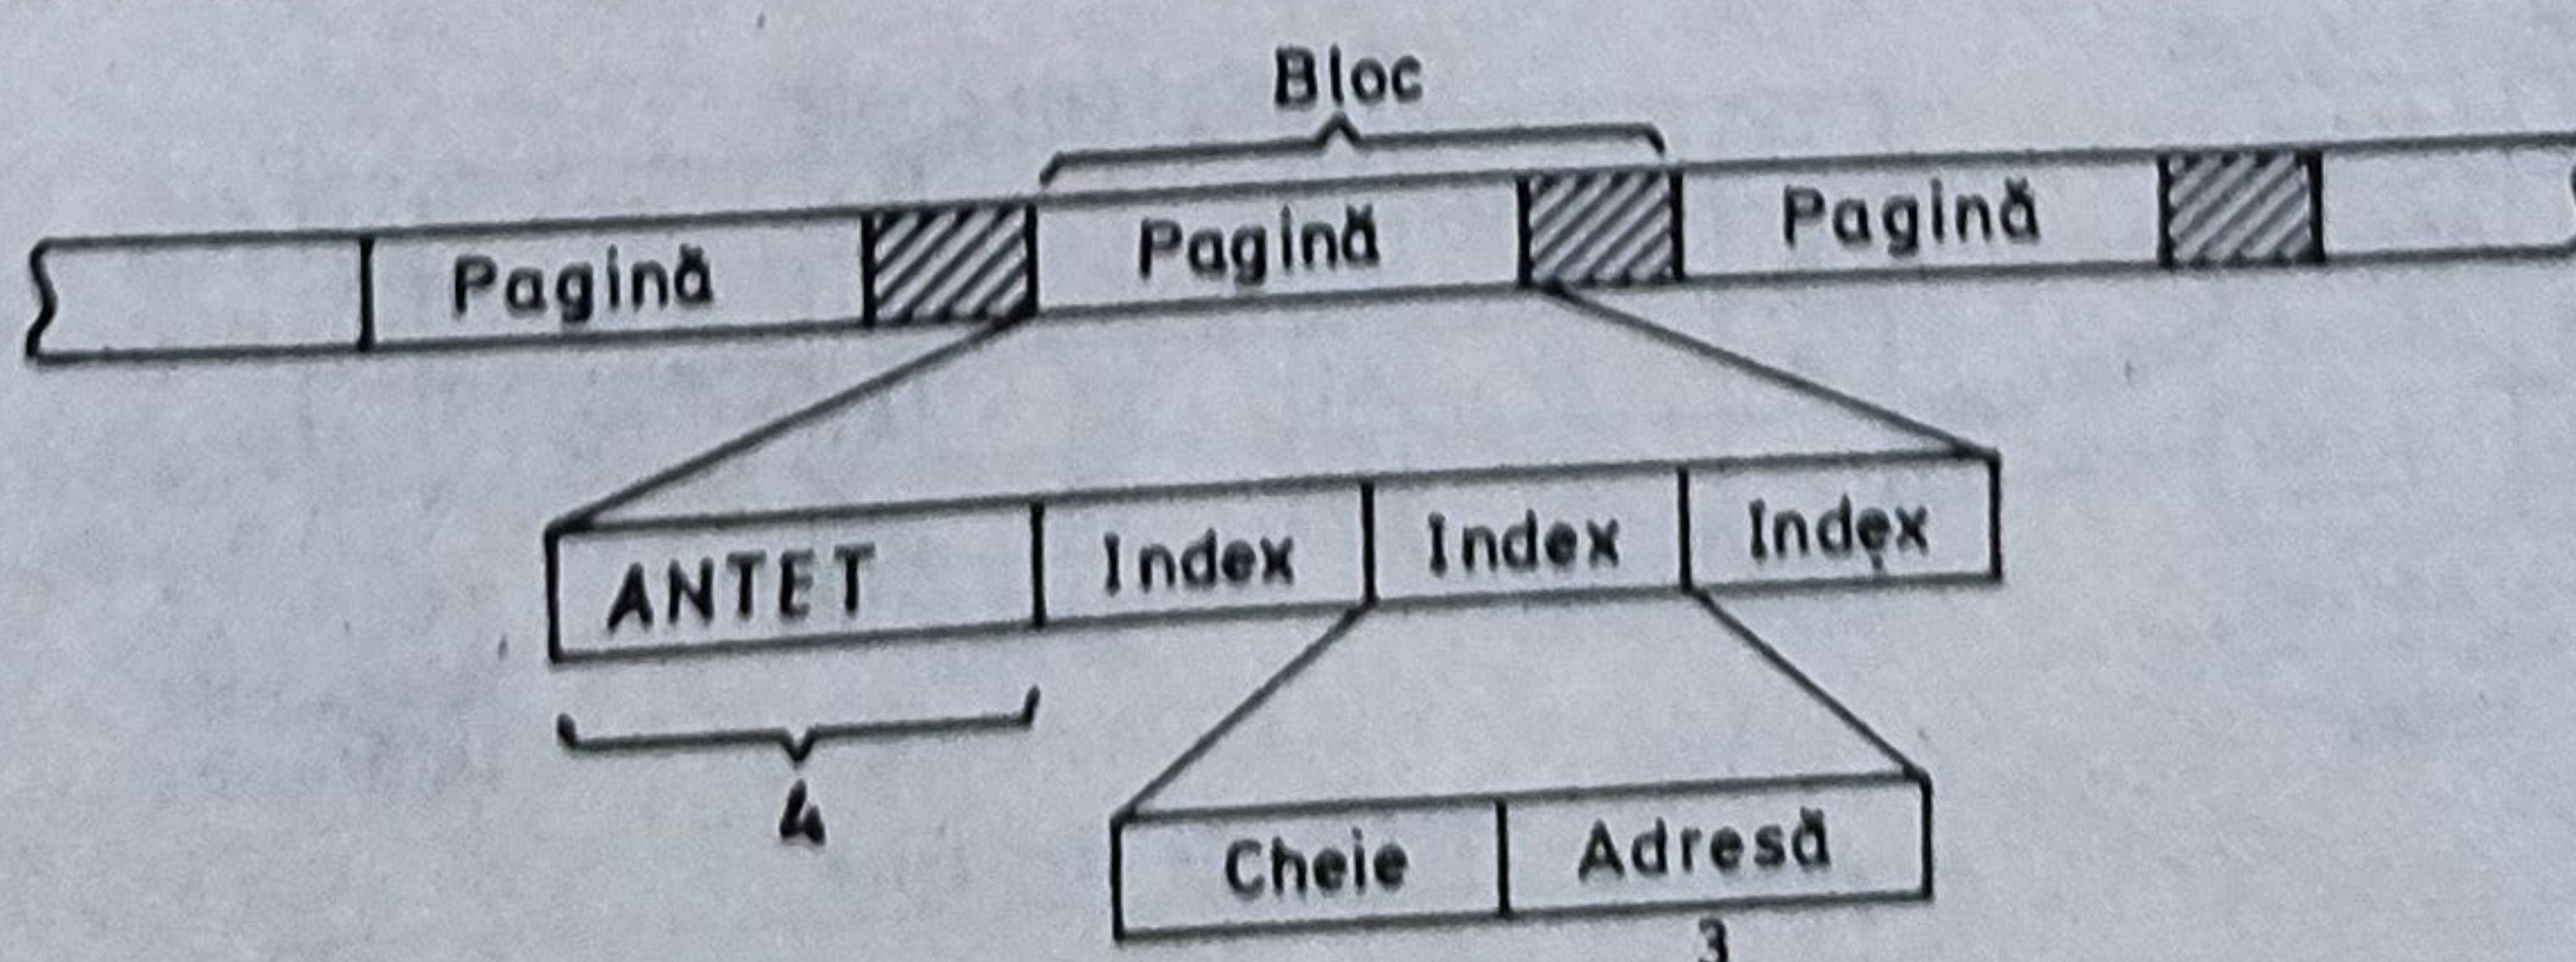 Bloc
Pagină Pagină Pagină
ANTET Index Index Index
4
Cheie Adresă
3